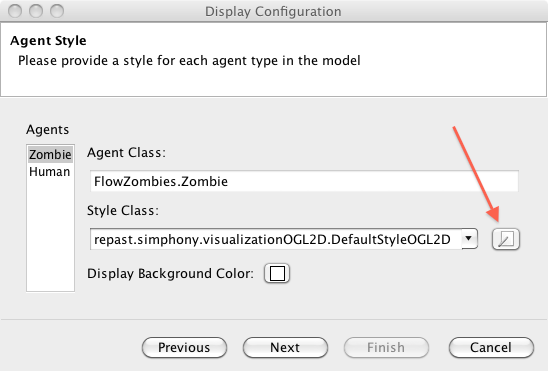 Display Configuration
Agent Style
Please provide a style for each agent type in the model
Agents
Zombie
Human
Agent Class:
FlowZombies.Zombie
Style Class:
repast.simphony.visualizationOGL2D.DefaultStyleOGL2D
Display Background Color:
Previous Next Finish Cancel